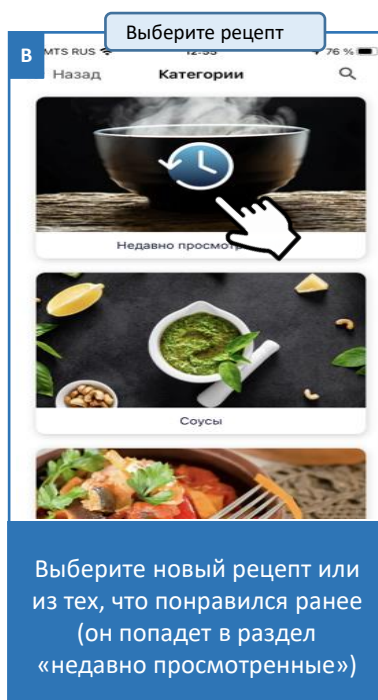 Выберите рецепт
В
MTS RUS
76 %
Назад
Категории
Недавно
Соусы
Выберите новый рецепт или
из тех, что понравился ранее
(он попадет в раздел
«недавно просмотренные»)